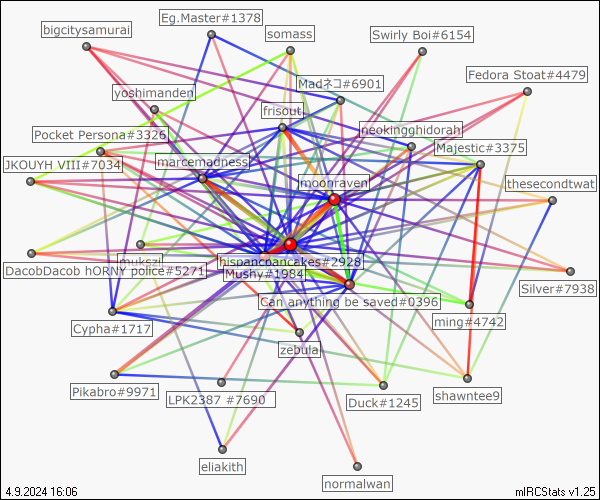 Eg.Master#1378
bigcitysamurai
somass
Swirly Boi#6154
Fedora Stoat#4479
Madネコ#6901
yoshimanden
frisout
Pocket Persona#3326
neokingghidorah
Majestic#3375
JKOUYH VIII#7034
marcemadness
moonraven
thesecondtwat
muksai
hispancnancakes#2928
DacobDacob hORNY police#5271
Mushy#1984
Silver#7938
Can anything be saved#0396
Cypha#1717
ming#4742
zebula
Pikabro#9971
LPK2387 #7690
Duck#1245
shawntee9
eliakith
normalwan
4.9.2024 16:06
mIRCStats v1.25